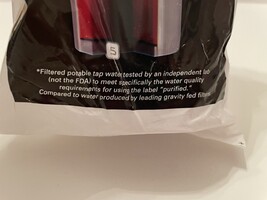 5
*Filtered potable tap water tested by an independent lab
(not the FDA) to meet specifically the water quality
requirements for using the label "purified."
Compared to water produced by leading gravity fed filters